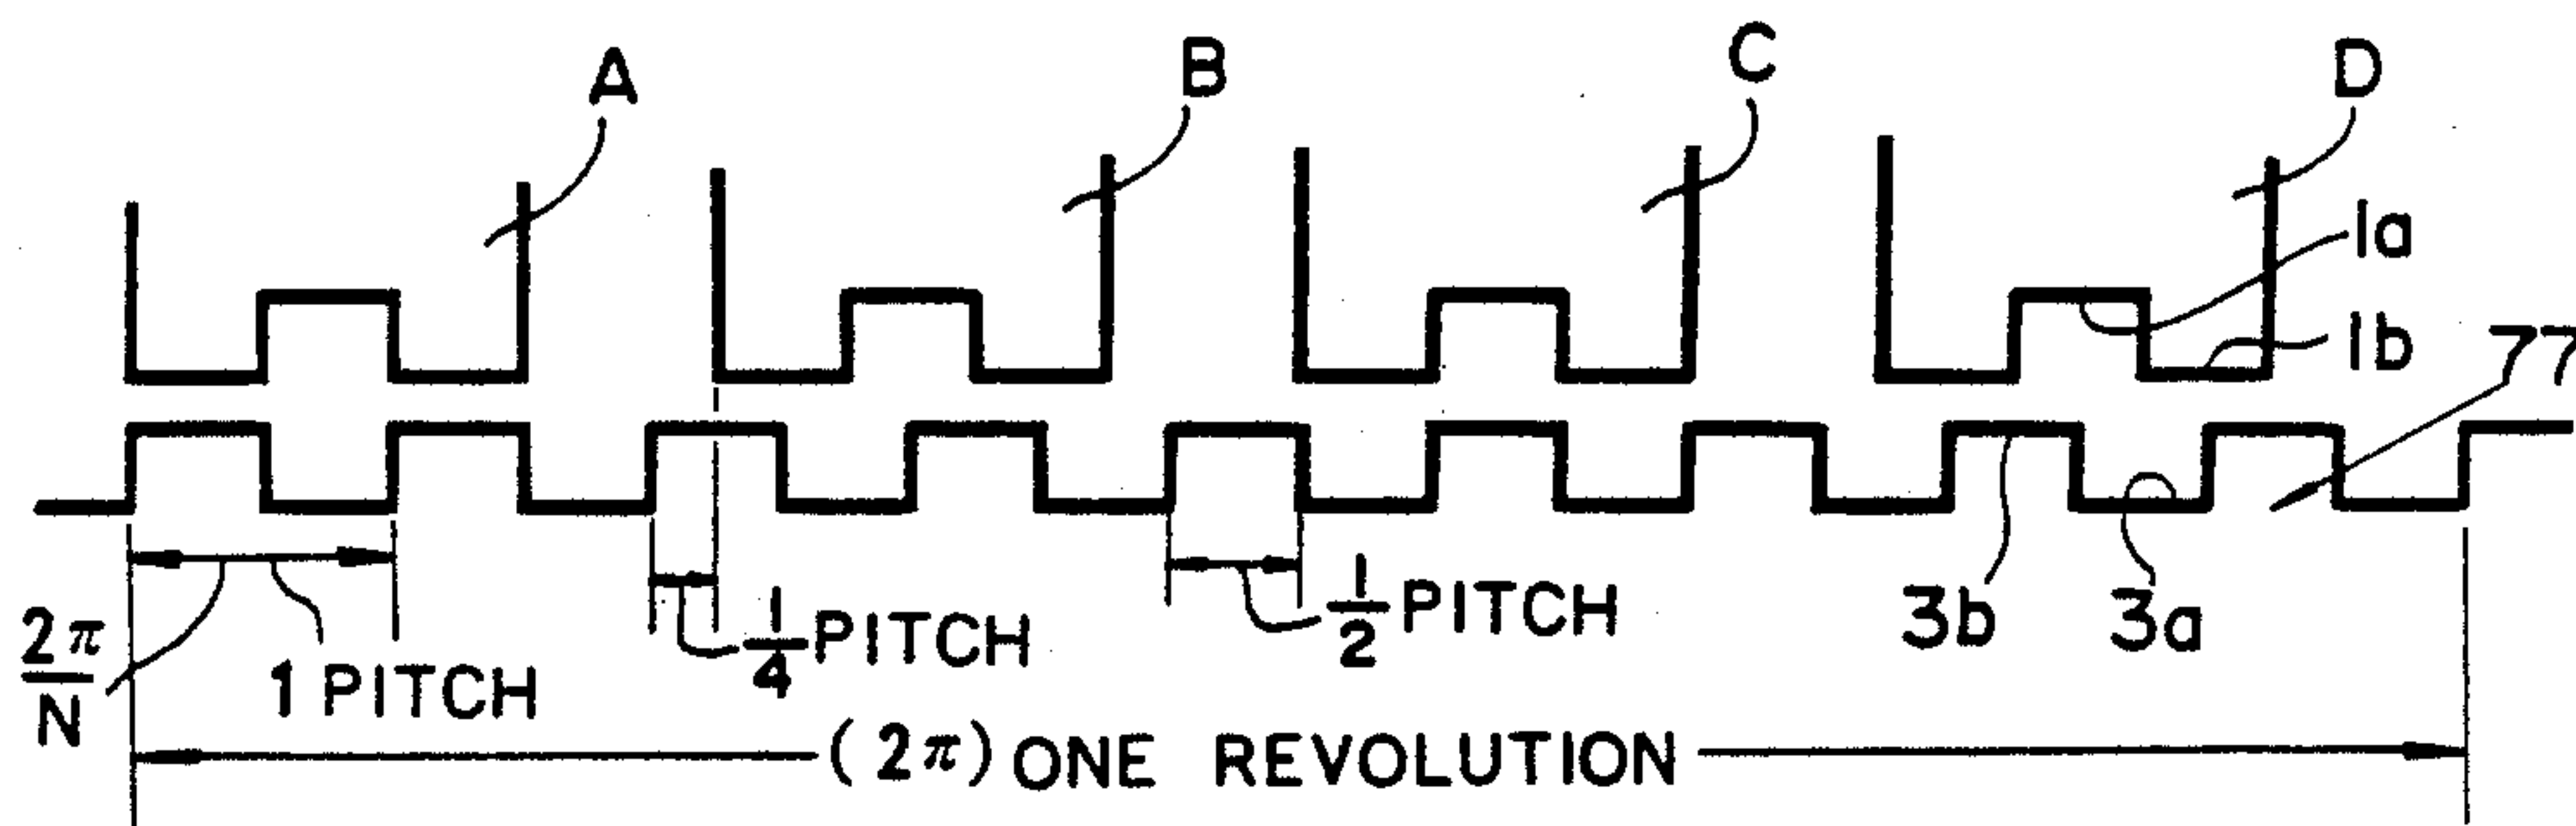 A B C D
1a
1b
77
2π/N
1 PITCH
1/4 PITCH
1/2 PITCH
3b
3a
(2π) ONE REVOLUTION